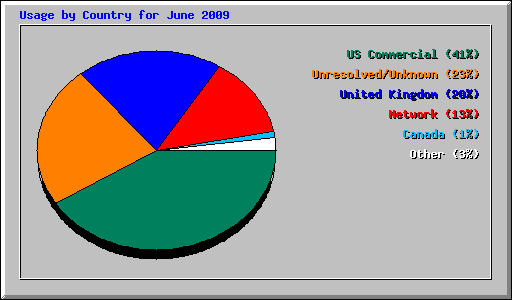 Usage by Country for June 2009
US Commercial (41%)
Unresolved/Unknown (23%)
United Kingdom (20%)
Network (13%)
Canada (1%)
Other (3%)